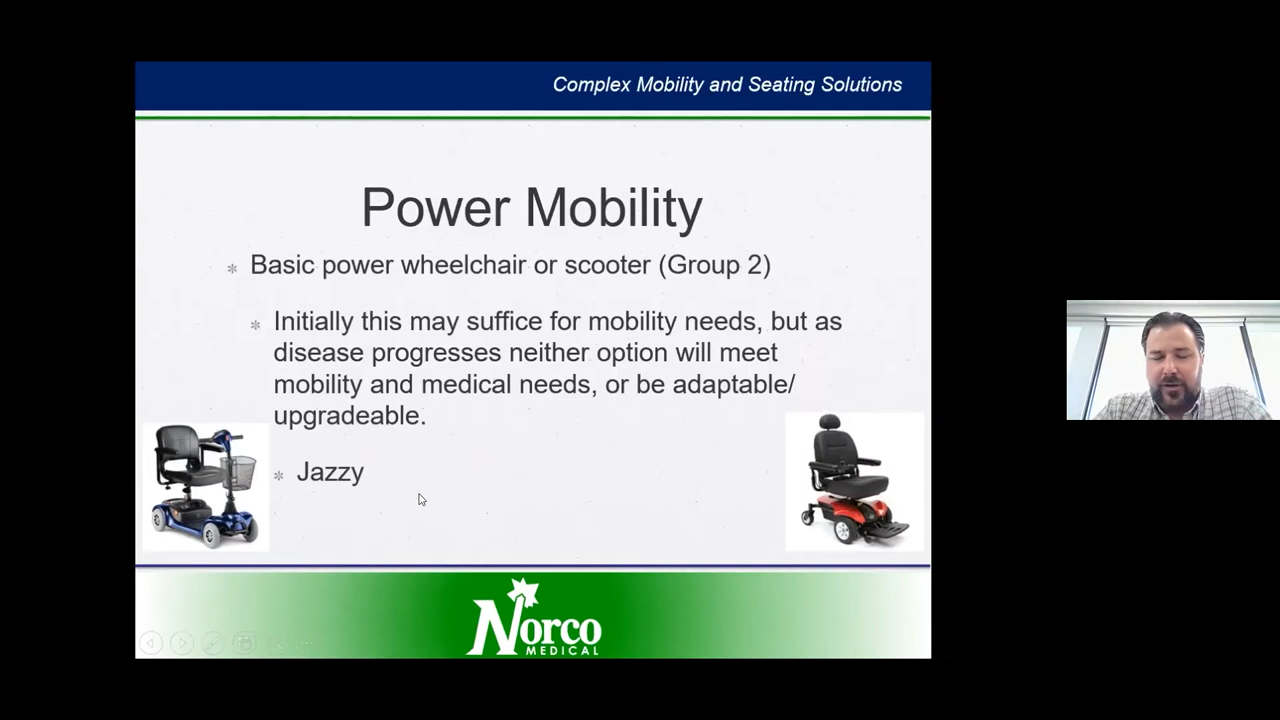 Complex Mobility and Seating Solutions
Power Mobility
Basic power wheelchair or scooter (Group 2)
Initially this may suffice for mobility needs, but as
disease progresses neither option will meet
mobility and medical needs, or be adaptable/
upgradeable.
Jazzy
Norco
MEDICAL